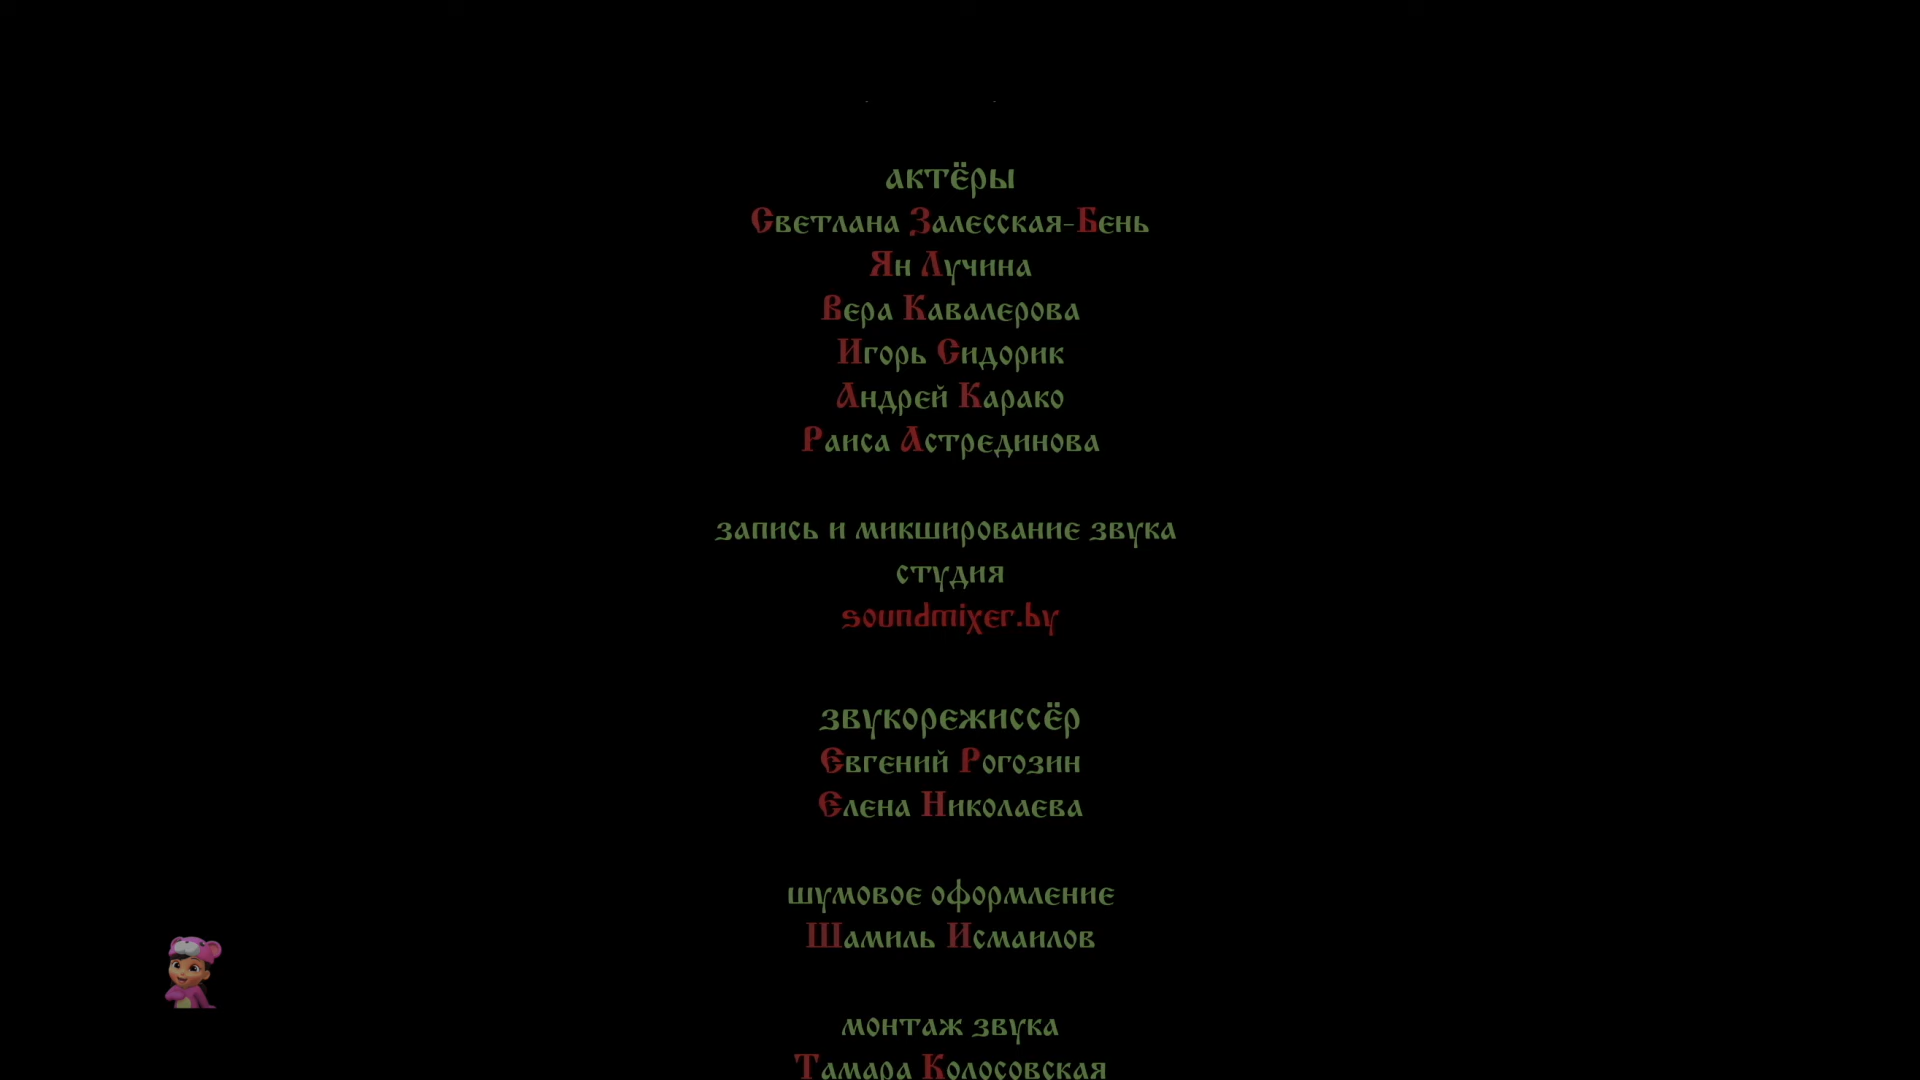 актёры
Светлана Залесская-Бень
Ян Лучина
Вера Кавалерова
Игорь Сидорик
Андрей Карако
Раиса Астрединова
запись и микширование звука
студия
soundmixer.by
звукорежиссёр
Евгений Рогозин
Елена Николаева
шумовое оформление
Шамиль Исмаилов
монтаж звука
Тамара Колосовская